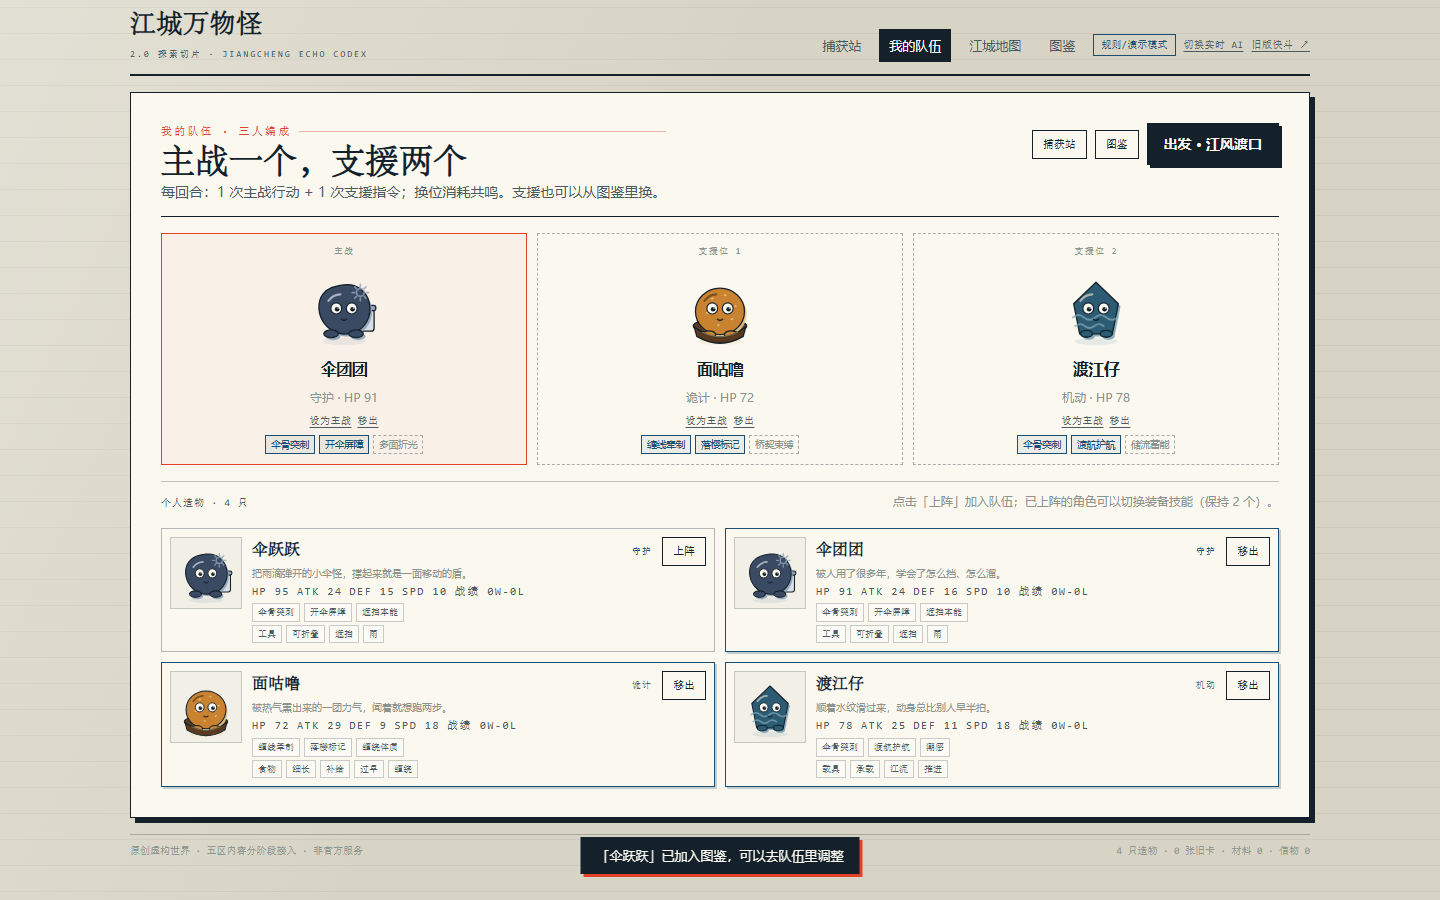 江城万物怪
2.0 探索切片 · JIANGCHENG ECHO CODEX
捕获站
我的队伍
江城地图
图鉴
规则/演示模式
切换实时 AI
旧版快斗 ↗
我的队伍 · 三人编成
主战一个，支援两个
每回合：1 次主战行动 + 1 次支援指令；换位消耗共鸣。支援也可以从图鉴里换。
捕获站
图鉴
出发 · 江风渡口
主战
伞团团
守护 · HP 91
设为主战 移出
伞骨突刺 开伞屏障 多面折光
支援位 1
面咕噜
诡计 · HP 72
设为主战 移出
缠线牵制 落樱标记 桥契束缚
支援位 2
渡江仔
机动 · HP 78
设为主战 移出
伞骨突刺 渡航护航 储流蓄能
个人造物 · 4 只
点击「上阵」加入队伍；已上阵的角色可以切换装备技能（保持 2 个）。
伞跃跃
守护
上阵
把雨滴弹开的小伞怪，撑起来就是一面移动的盾。
HP 95 ATK 24 DEF 15 SPD 10 战绩 0W-0L
伞骨突刺 开伞屏障 遮挡本能
工具 可折叠 遮挡 雨
伞团团
守护
移出
被人用了很多年，学会了怎么挡、怎么溜。
HP 91 ATK 24 DEF 16 SPD 10 战绩 0W-0L
伞骨突刺 开伞屏障 遮挡本能
工具 可折叠 遮挡 雨
面咕噜
诡计
移出
被热气熏出来的一团力气，闻着就想跑两步。
HP 72 ATK 29 DEF 9 SPD 18 战绩 0W-0L
缠线牵制 落樱标记 缠绕体质
食物 细长 补给 过早 缠绕
渡江仔
机动
移出
顺着水纹滑过来，动身总比别人早半拍。
HP 78 ATK 25 DEF 11 SPD 18 战绩 0W-0L
伞骨突刺 渡航护航 潮感
载具 承载 江流 推进
原创虚构世界 · 五区内容分阶段接入 · 非官方服务
「伞跃跃」已加入图鉴，可以去队伍里调整
4 只造物 · 0 张旧卡 · 材料 0 · 信物 0